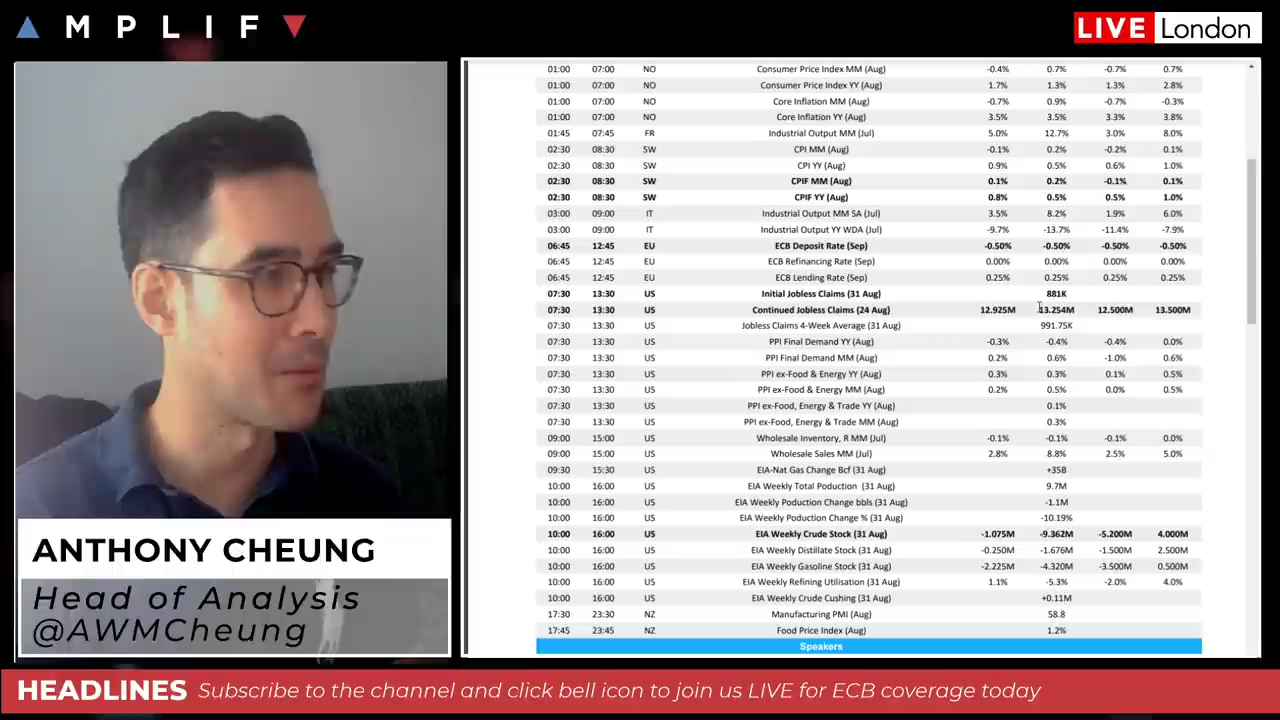 AMPLIFY
LIVE London
01:00 07:00 NO Consumer Price Index MM (Aug) -0.4% 0.7% -0.7% 0.7%
01:00 07:00 NO Consumer Price Index YY (Aug) 1.7% 1.3% 1.3% 2.8%
01:00 07:00 NO Core Inflation MM (Aug) -0.7% 0.9% -0.7% -0.3%
01:00 07:00 NO Core Inflation YY (Aug) 3.5% 3.5% 3.3% 3.8%
01:45 07:45 FR Industrial Output MM (Jul) 5.0% 12.7% 3.0% 8.0%
02:30 08:30 SW CPI MM (Aug) -0.1% 0.2% -0.2% 0.1%
02:30 08:30 SW CPI YY (Aug) 0.9% 0.5% 0.6% 1.0%
02:30 08:30 SW CPIF MM (Aug) 0.1% 0.2% -0.1% 0.1%
02:30 08:30 SW CPIF YY (Aug) 0.8% 0.5% 0.5% 1.0%
03:00 09:00 IT Industrial Output MM SA (Jul) 3.5% 8.2% 1.9% 6.0%
03:00 09:00 IT Industrial Output YY WDA (Jul) -9.7% -13.7% -11.4% -7.9%
06:45 12:45 EU ECB Deposit Rate (Sep) -0.50% -0.50% -0.50% -0.50%
06:45 12:45 EU ECB Refinancing Rate (Sep) 0.00% 0.00% 0.00% 0.00%
06:45 12:45 EU ECB Lending Rate (Sep) 0.25% 0.25% 0.25% 0.25%
07:30 13:30 US Initial Jobless Claims (31 Aug) 881K
07:30 13:30 US Continued Jobless Claims (24 Aug) 12.925M 13.254M 12.500M 13.500M
07:30 13:30 US Jobless Claims 4-Week Average (31 Aug) 991.75K
07:30 13:30 US PPI Final Demand YY (Aug) -0.3% -0.4% -0.4% 0.0%
07:30 13:30 US PPI Final Demand MM (Aug) 0.2% 0.6% -1.0% 0.6%
07:30 13:30 US PPI ex-Food & Energy YY (Aug) 0.3% 0.3% 0.1% 0.5%
07:30 13:30 US PPI ex-Food & Energy MM (Aug) 0.2% 0.5% 0.0% 0.5%
07:30 13:30 US PPI ex-Food, Energy & Trade YY (Aug) 0.1%
07:30 13:30 US PPI ex-Food, Energy & Trade MM (Aug) 0.3%
09:00 15:00 US Wholesale Inventory, R MM (Jul) -0.1% -0.1% -0.1% 0.0%
09:00 15:00 US Wholesale Sales MM (Jul) 2.8% 8.8% 2.5% 5.0%
09:30 15:30 US EIA-Nat Gas Change Bcf (31 Aug) +35B
10:00 16:00 US EIA Weekly Total Poduction (31 Aug) 9.7M
10:00 16:00 US EIA Weekly Poduction Change bbls (31 Aug) -1.1M
10:00 16:00 US EIA Weekly Poduction Change % (31 Aug) -10.19%
10:00 16:00 US EIA Weekly Crude Stock (31 Aug) -1.075M -9.362M -5.200M 4.000M
10:00 16:00 US EIA Weekly Distillate Stock (31 Aug) -0.250M -1.676M -1.500M 2.500M
10:00 16:00 US EIA Weekly Gasoline Stock (31 Aug) -2.225M -4.320M -3.500M 0.500M
10:00 16:00 US EIA Weekly Refining Utilisation (31 Aug) 1.1% -5.3% -2.0% 4.0%
10:00 16:00 US EIA Weekly Crude Cushing (31 Aug) +0.11M
17:30 23:30 NZ Manufacturing PMI (Aug) 58.8
17:45 23:45 NZ Food Price Index (Aug) 1.2%
Speakers
ANTHONY CHEUNG
Head of Analysis
@AWMCheung
HEADLINES Subscribe to the channel and click bell icon to join us LIVE for ECB coverage today